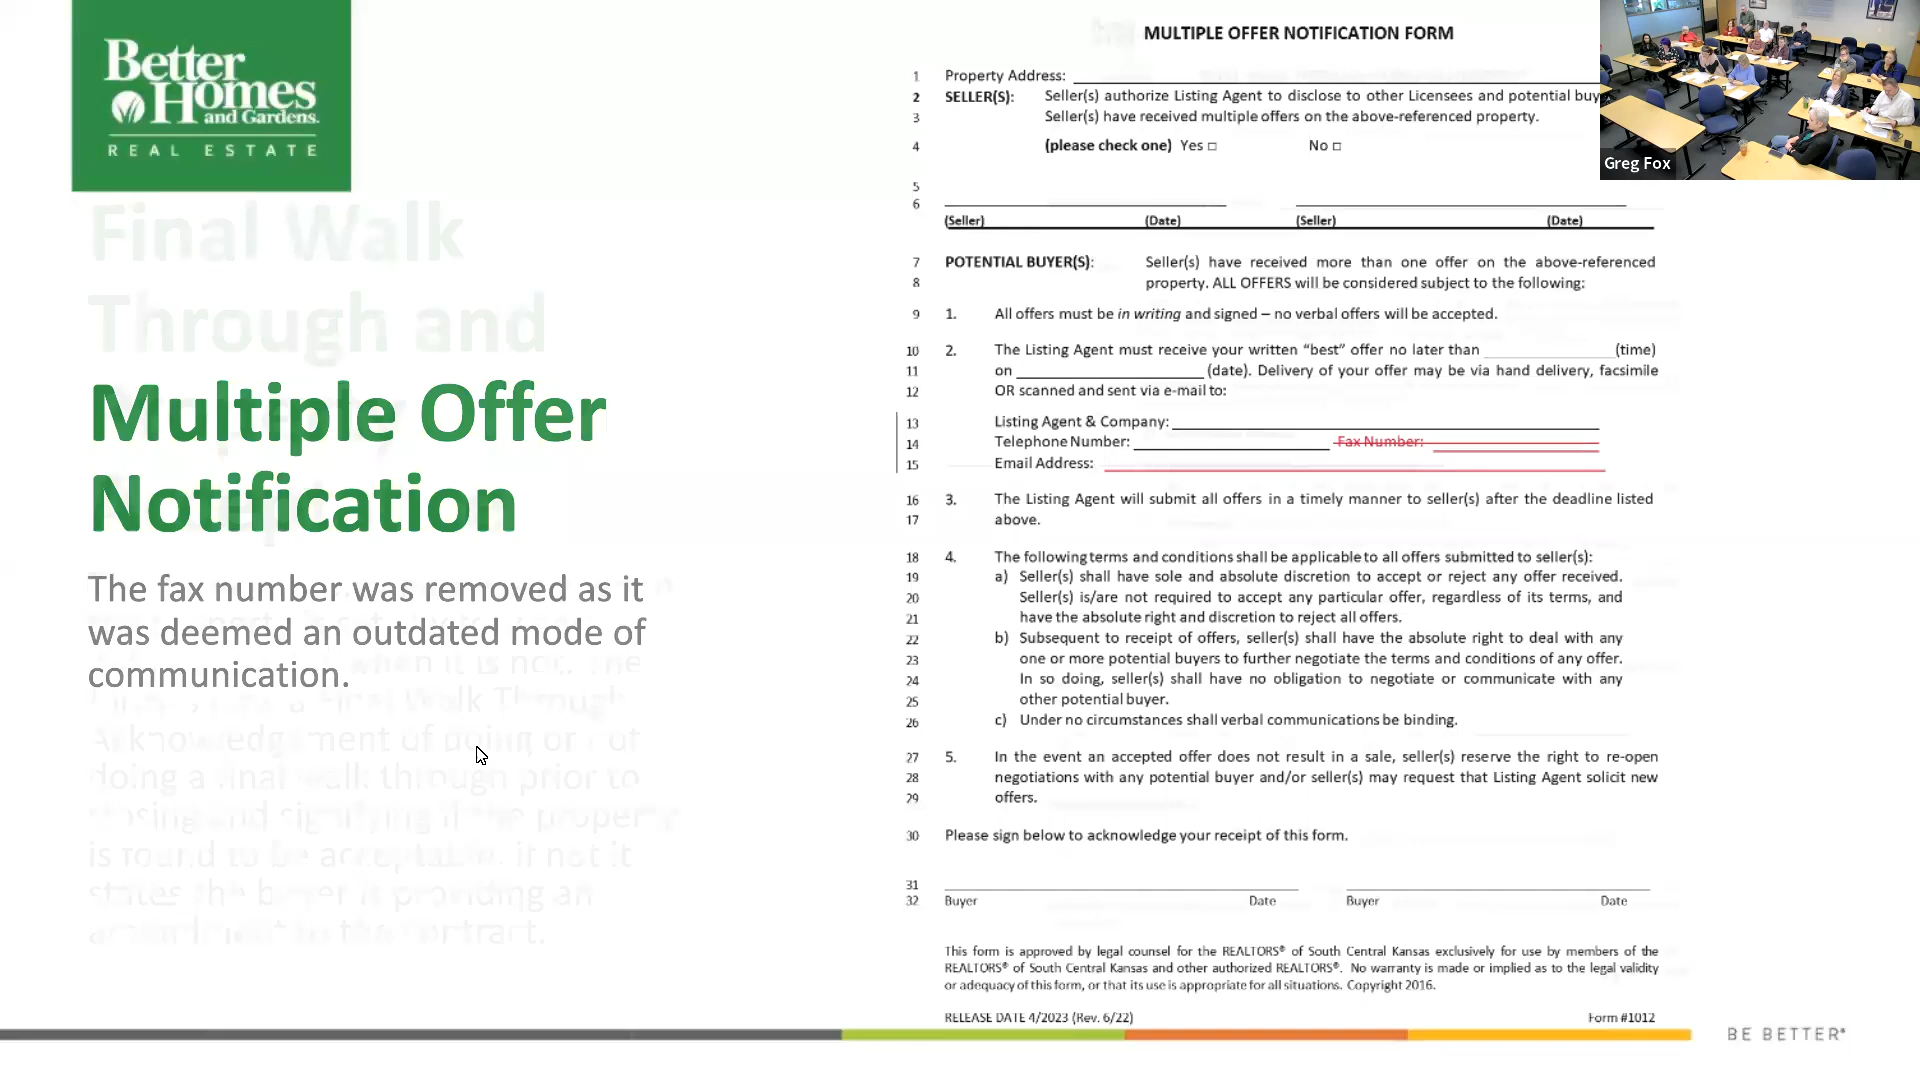 Better
Homes
and Gardens.
REAL ESTATE
Final Walk
Through and
Multiple Offer
Notification
The fax number was removed as it
was deemed an outdated mode of
communication.
MULTIPLE OFFER NOTIFICATION FORM
1 Property Address:
2 SELLER(S): Seller(s) authorize Listing Agent to disclose to other Licensees and potential buy
3 Seller(s) have received multiple offers on the above-referenced property.
4 (please check one) Yes □ No □
5
6
(Seller) (Date) (Seller) (Date)
7 POTENTIAL BUYER(S): Seller(s) have received more than one offer on the above-referenced
8 property. ALL OFFERS will be considered subject to the following:
9 1. All offers must be in writing and signed – no verbal offers will be accepted.
10 2. The Listing Agent must receive your written “best” offer no later than (time)
11 on (date). Delivery of your offer may be via hand delivery, facsimile
12 OR scanned and sent via e-mail to:
13 Listing Agent & Company:
14 Telephone Number: Fax Number:
15 Email Address:
16 3. The Listing Agent will submit all offers in a timely manner to seller(s) after the deadline listed
17 above.
18 4. The following terms and conditions shall be applicable to all offers submitted to seller(s):
19 a) Seller(s) shall have sole and absolute discretion to accept or reject any offer received.
20 Seller(s) is/are not required to accept any particular offer, regardless of its terms, and
21 have the absolute right and discretion to reject all offers.
22 b) Subsequent to receipt of offers, seller(s) shall have the absolute right to deal with any
23 one or more potential buyers to further negotiate the terms and conditions of any offer.
24 In so doing, seller(s) shall have no obligation to negotiate or communicate with any
25 other potential buyer.
26 c) Under no circumstances shall verbal communications be binding.
27 5. In the event an accepted offer does not result in a sale, seller(s) reserve the right to re-open
28 negotiations with any potential buyer and/or seller(s) may request that Listing Agent solicit new
29 offers.
30 Please sign below to acknowledge your receipt of this form.
31
32 Buyer Date Buyer Date
This form is approved by legal counsel for the REALTORS® of South Central Kansas exclusively for use by members of the
REALTORS® of South Central Kansas and other authorized REALTORS®. No warranty is made or implied as to the legal validity
or adequacy of this form, or that its use is appropriate for all situations. Copyright 2016.
RELEASE DATE 4/2023 (Rev. 6/22) Form #1012
Greg Fox
BE BETTER®